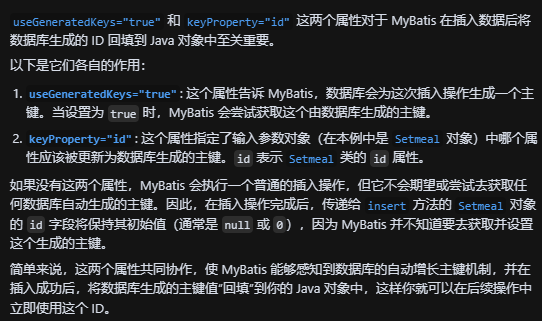 useGeneratedKeys="true" 和 keyProperty="id" 这两个属性对于 MyBatis 在插入数据后将
数据库生成的 ID 回填到 Java 对象中至关重要。
以下是它们各自的作用：
1. useGeneratedKeys="true"：这个属性告诉 MyBatis，数据库会为这次插入操作生成一个主
键。当设置为 true 时，MyBatis 会尝试获取这个由数据库生成的主键。
2. keyProperty="id"：这个属性指定了输入参数对象（在本例中是 Setmeal 对象）中哪个属
性应该被更新为数据库生成的主键。id 表示 Setmeal 类的 id 属性。
如果没有这两个属性，MyBatis 会执行一个普通的插入操作，但它不会期望或尝试去获取任
何数据库自动生成的主键。因此，在插入操作完成后，传递给 insert 方法的 Setmeal 对象
的 id 字段将保持其初始值（通常是 null 或 0），因为 MyBatis 并不知道要去获取并设置
这个生成的主键。
简单来说，这两个属性共同协作，使 MyBatis 能够感知到数据库的自动增长主键机制，并在
插入成功后，将数据库生成的主键值“回填”到你的 Java 对象中，这样你就可以在后续操作中
立即使用这个 ID。